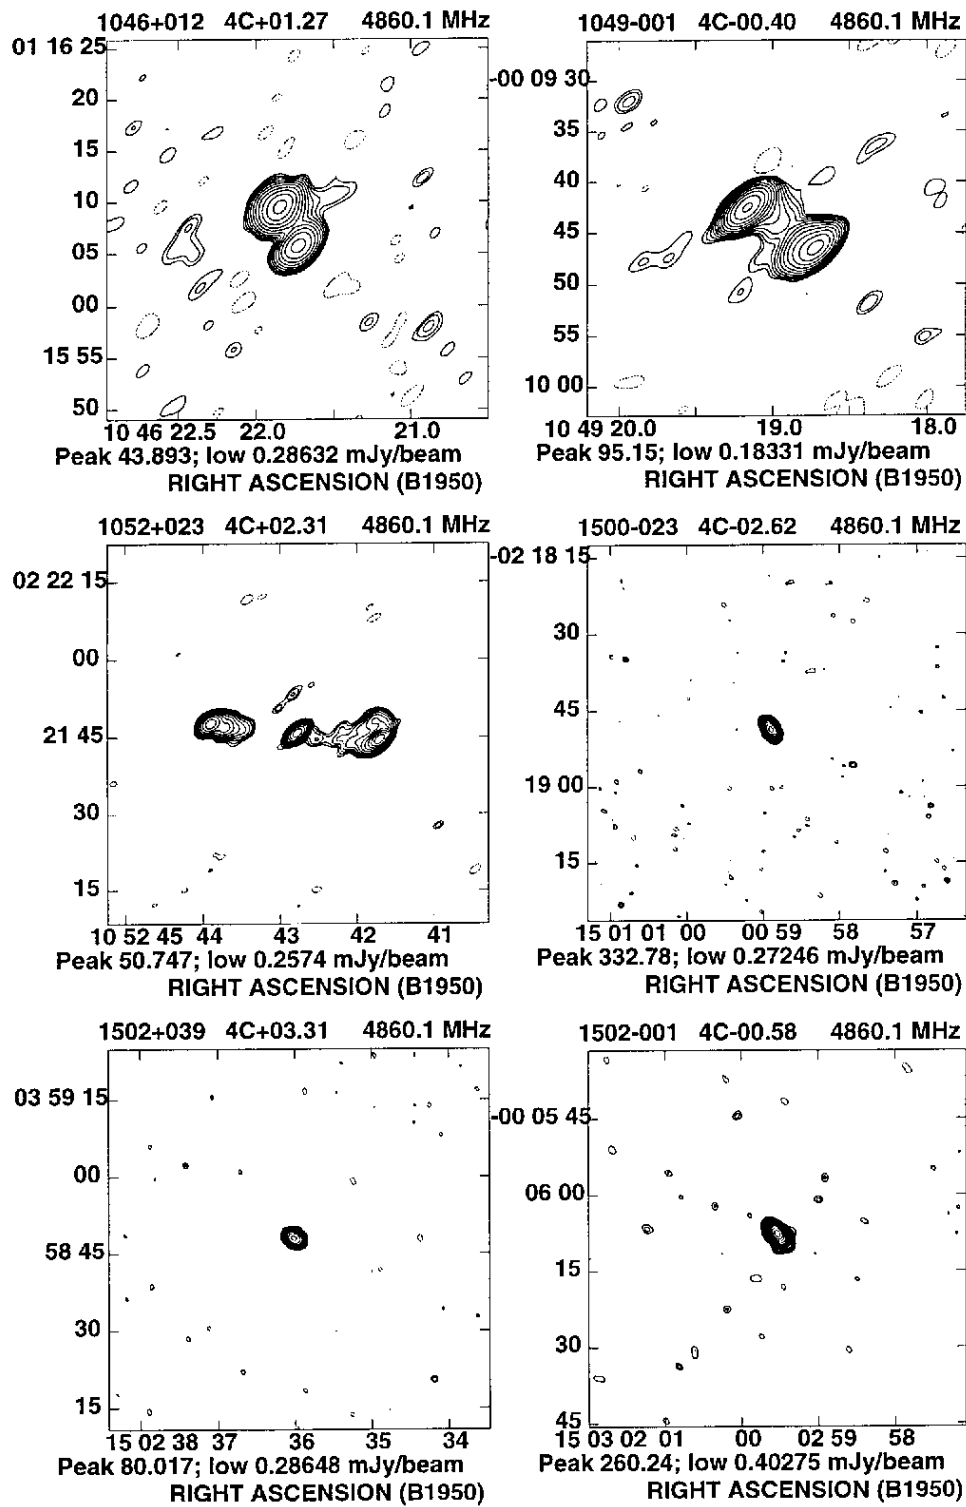 1046+012 4C+01.27 4860.1 MHz
01 16 25
20
15
10
05
00
15 55
50
10 46 22.5 22.0 21.0
Peak 43.893; low 0.28632 mJy/beam
RIGHT ASCENSION (B1950)
1049-001 4C-00.40 4860.1 MHz
-00 09 30
35
40
45
50
55
10 00
10 49 20.0 19.0 18.0
Peak 95.15; low 0.18331 mJy/beam
RIGHT ASCENSION (B1950)
1052+023 4C+02.31 4860.1 MHz
02 22 15
00
21 45
30
15
10 52 45 44 43 42 41
Peak 50.747; low 0.2574 mJy/beam
RIGHT ASCENSION (B1950)
1500-023 4C-02.62 4860.1 MHz
-02 18 15
30
45
19 00
15
15 01 01 00 00 59 58 57
Peak 332.78; low 0.27246 mJy/beam
RIGHT ASCENSION (B1950)
1502+039 4C+03.31 4860.1 MHz
03 59 15
00
58 45
30
15
15 02 38 37 36 35 34
Peak 80.017; low 0.28648 mJy/beam
RIGHT ASCENSION (B1950)
1502-001 4C-00.58 4860.1 MHz
-00 05 45
06 00
15
30
45
15 03 02 01 00 02 59 58
Peak 260.24; low 0.40275 mJy/beam
RIGHT ASCENSION (B1950)